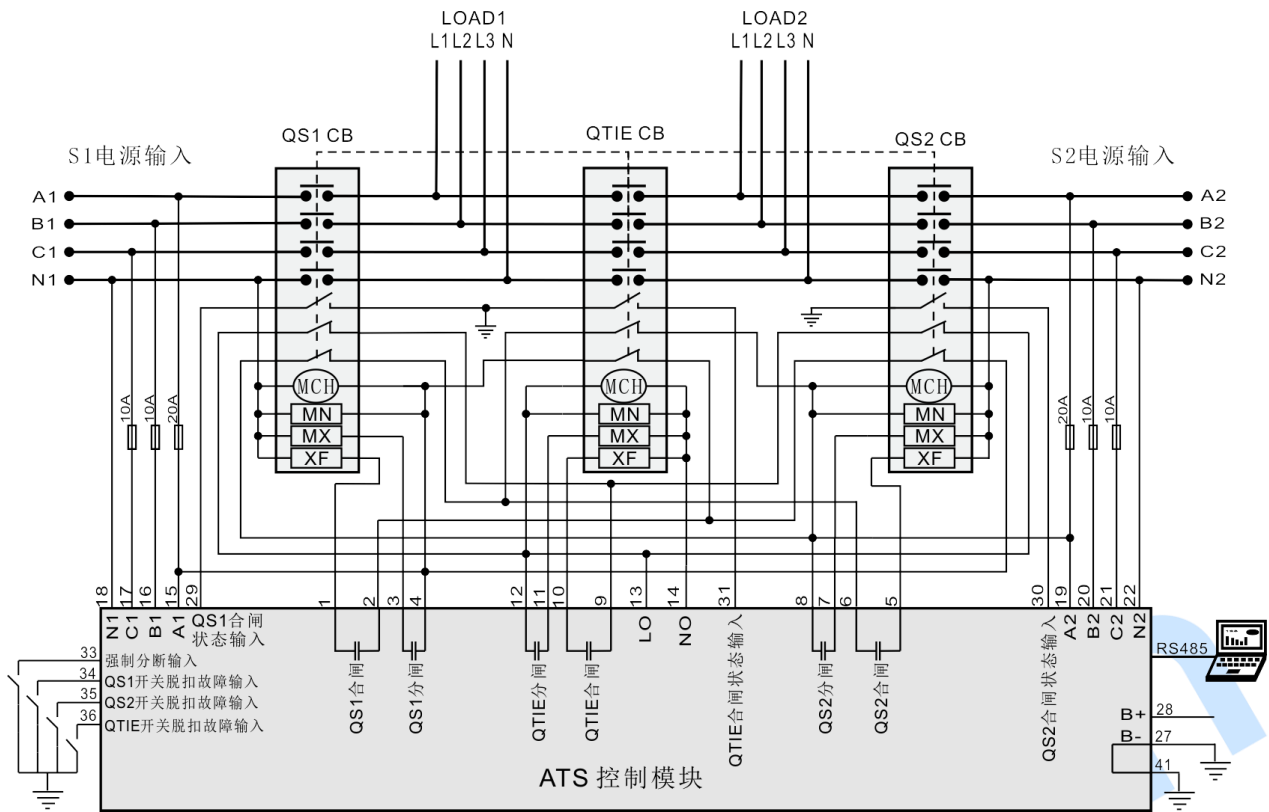 LOAD1
L1 L2 L3 N
LOAD2
L1 L2 L3 N
QS1 CB
QTIE CB
QS2 CB
S1电源输入
S2电源输入
A1
B1
C1
N1
A2
B2
C2
N2
MCH
MN
MX
XF
MCH
MN
MX
XF
MCH
MN
MX
XF
10A
10A
20A
20A
10A
10A
18
17
16
15
29
1
2
3
4
12
11
10
9
13
14
31
8
7
6
5
30
19
20
21
22
N1
C1
B1
A1
QS1合闸
状态输入
QS1合闸
QS1分闸
QTIE分闸
QTIE合闸
LO
NO
QTIE合闸状态输入
QS2分闸
QS2合闸
QS2合闸状态输入
A2
B2
C2
N2
33
强制分断输入
34
QS1开关脱扣故障输入
35
QS2开关脱扣故障输入
36
QTIE开关脱扣故障输入
RS485
B+
28
B-
27
41
ATS 控制模块